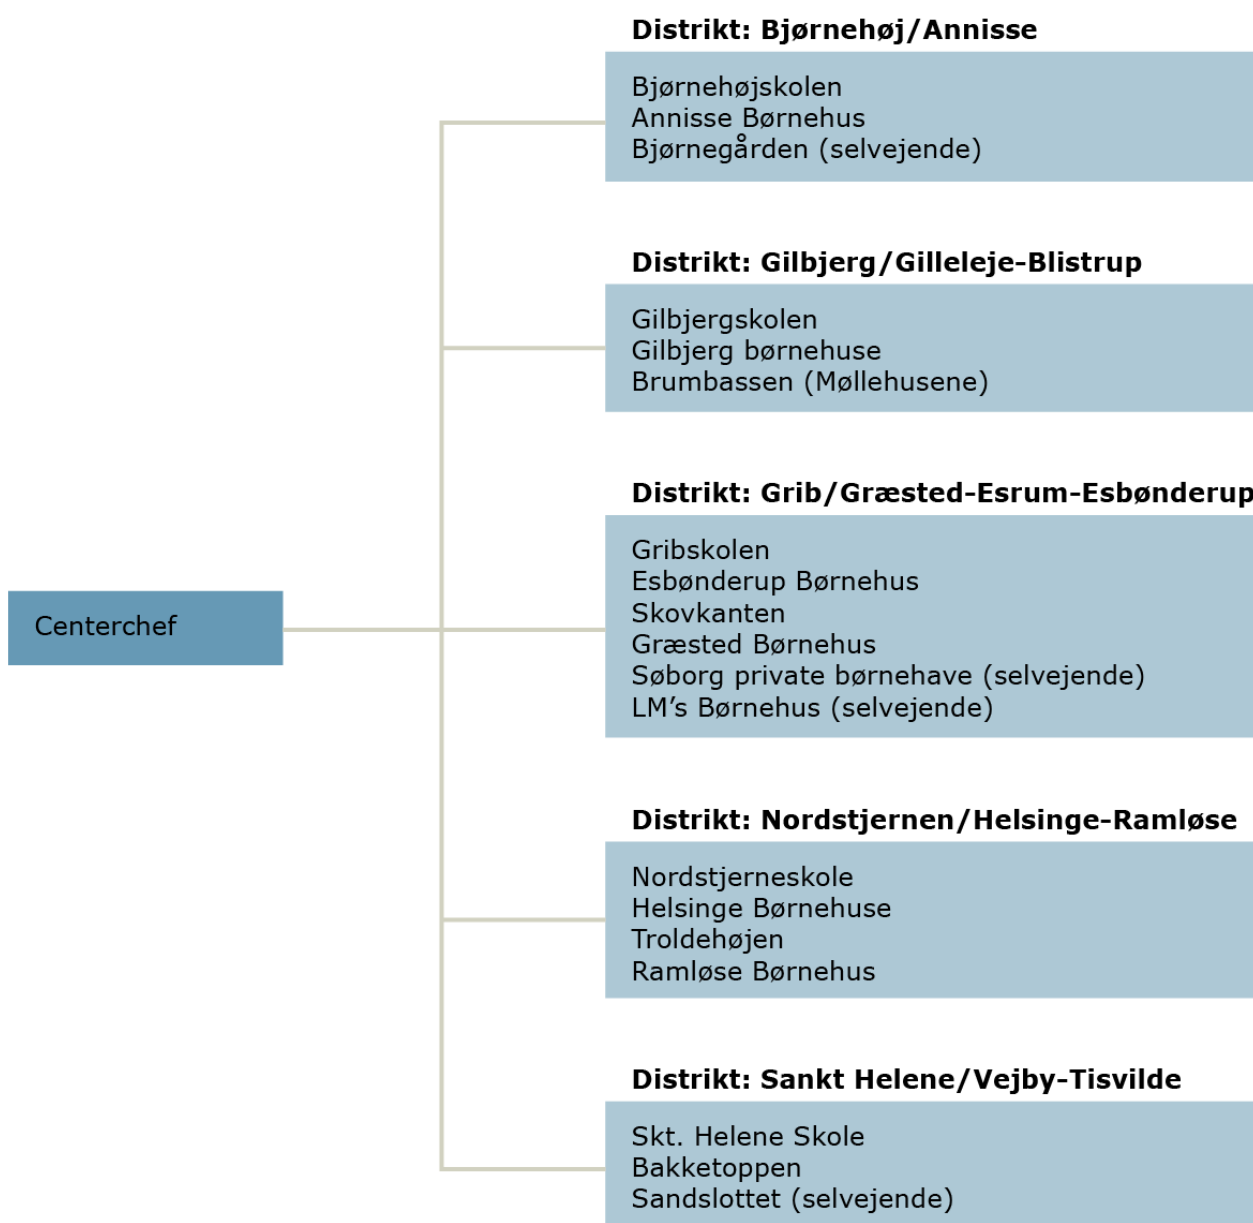 Distrikt: Bjørnehøj/Annisse
Bjørnehøjskolen
Annisse Børnehus
Bjørnegården (selvejende)
Distrikt: Gilbjerg/Gilleleje-Blistrup
Gilbjergskolen
Gilbjerg børnehuse
Brumbassen (Møllehusene)
Distrikt: Grib/Græsted-Esrum-Esbønderup
Gribskolen
Esbønderup Børnehus
Skovkanten
Græsted Børnehus
Søborg private børnehave (selvejende)
LM’s Børnehus (selvejende)
Centerchef
Distrikt: Nordstjernen/Helsinge-Ramløse
Nordstjerneskole
Helsinge Børnehuse
Troldehøjen
Ramløse Børnehus
Distrikt: Sankt Helene/Vejby-Tisvilde
Skt. Helene Skole
Bakketoppen
Sandslottet (selvejende)